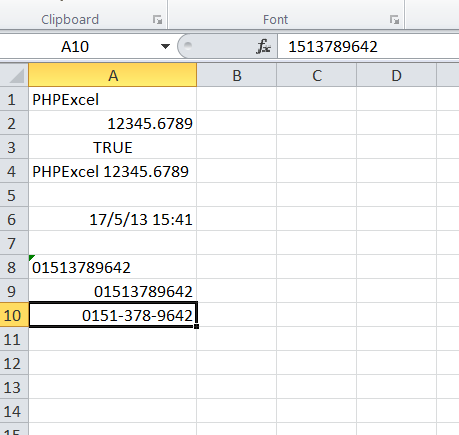 Clipboard Font
A10 fx 1513789642
A B C D
1 PHPExcel
2 12345.6789
3 TRUE
4 PHPExcel 12345.6789
5
6 17/5/13 15:41
7
8 01513789642
9 01513789642
10 0151-378-9642
11
12
13
14
15